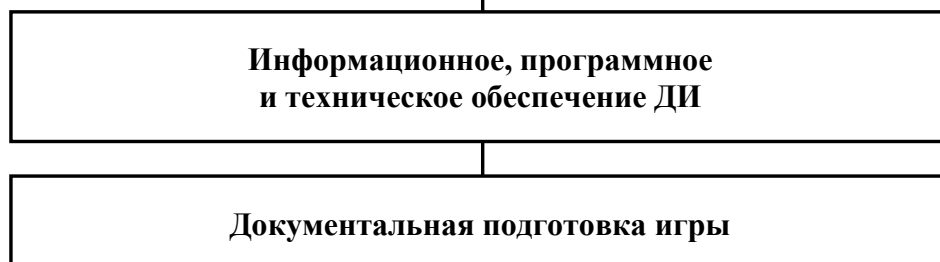 Информационное, программное
и техническое обеспечение ДИ
Документальная подготовка игры